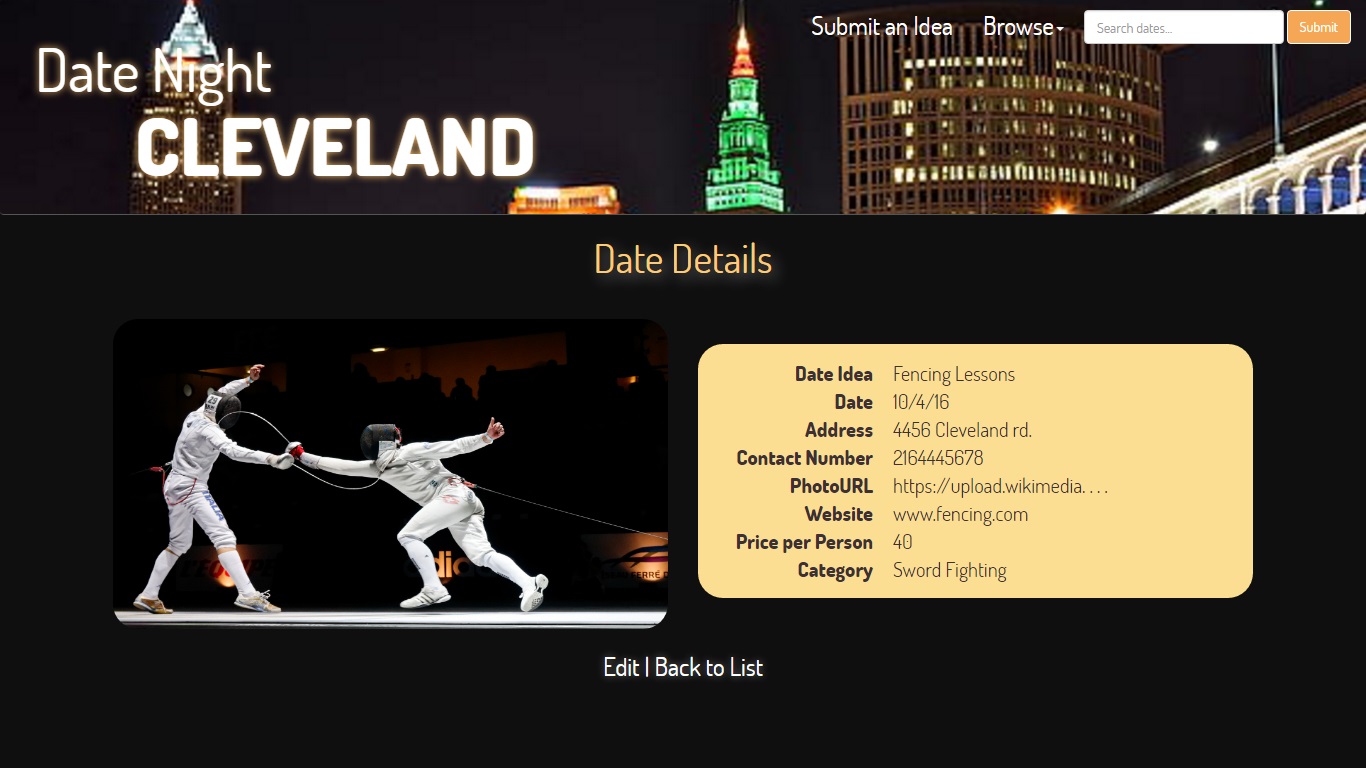 Submit an Idea Browse Search dates... Submit
Date Night
CLEVELAND
Date Details
Date Idea Fencing Lessons
Date 10/4/16
Address 4456 Cleveland rd.
Contact Number 2164445678
PhotoURL https://upload.wikimedia. . . .
Website www.fencing.com
Price per Person 40
Category Sword Fighting
Edit | Back to List